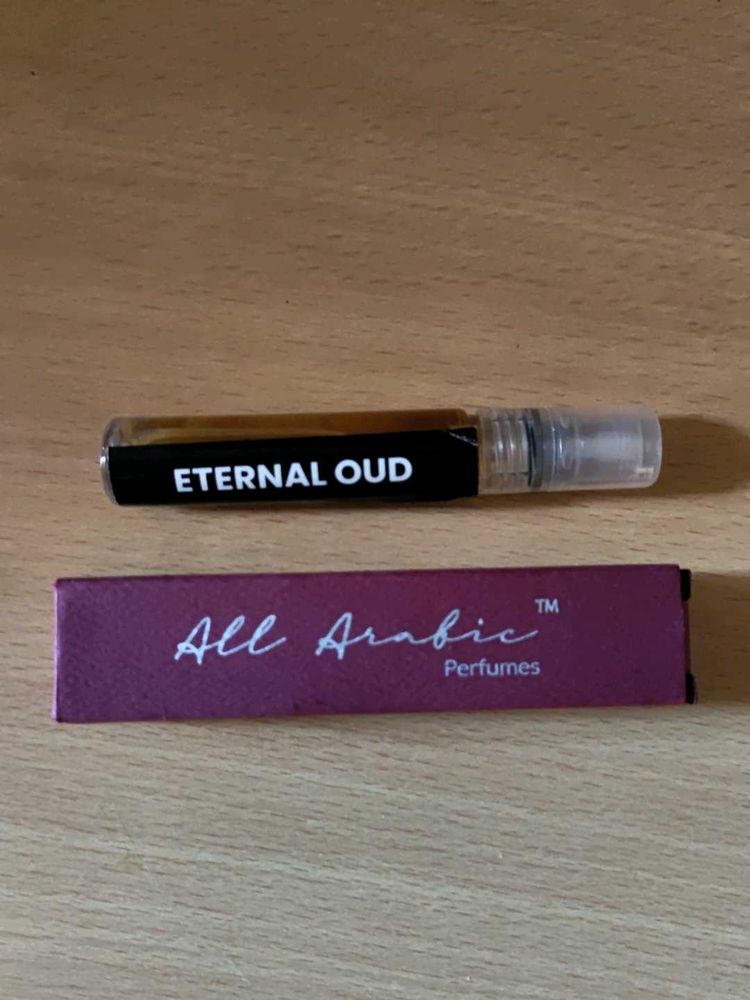 ETERNAL OUD
All Arabic™
Perfumes